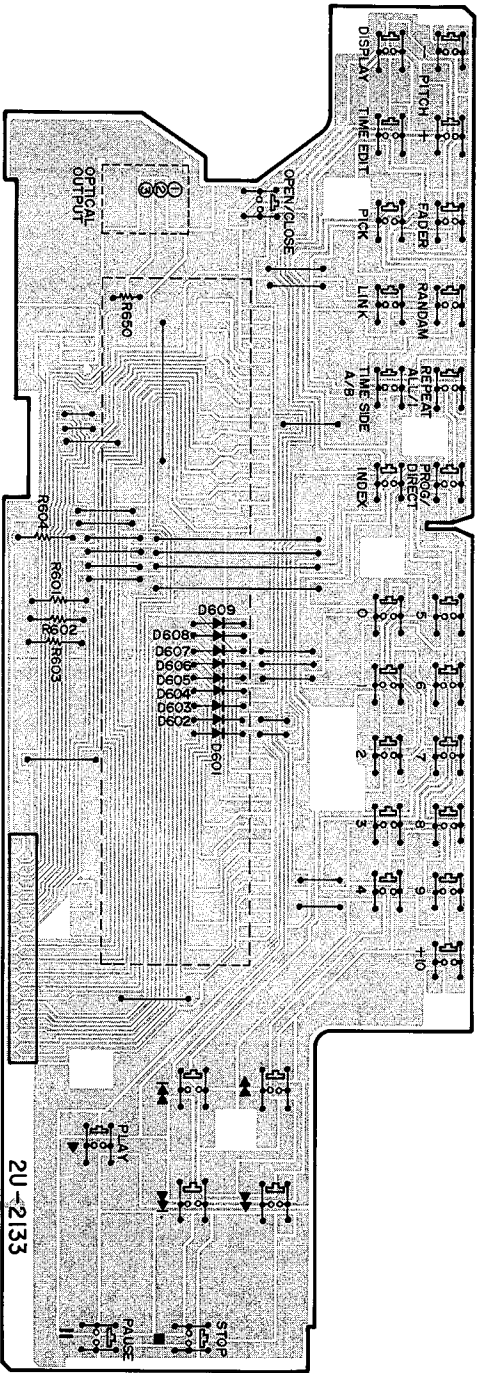 — PITCH +
FADER
RANDAM
REPEAT
ALL/1
PROG/
DIRECT
DISPLAY
TIME EDIT
PICK
LINK
TIME SIDE
A/B
INDEX
5
6
7
8
9
+10
0
2
3
4
OPEN/CLOSE
OPTICAL
OUTPUT
①
②
③
R650
R604
R601
R602
R603
D609
D608
D607
D606
D605
D604
D603
D602
D601
PLAY
STOP
PAUSE
2U-2133